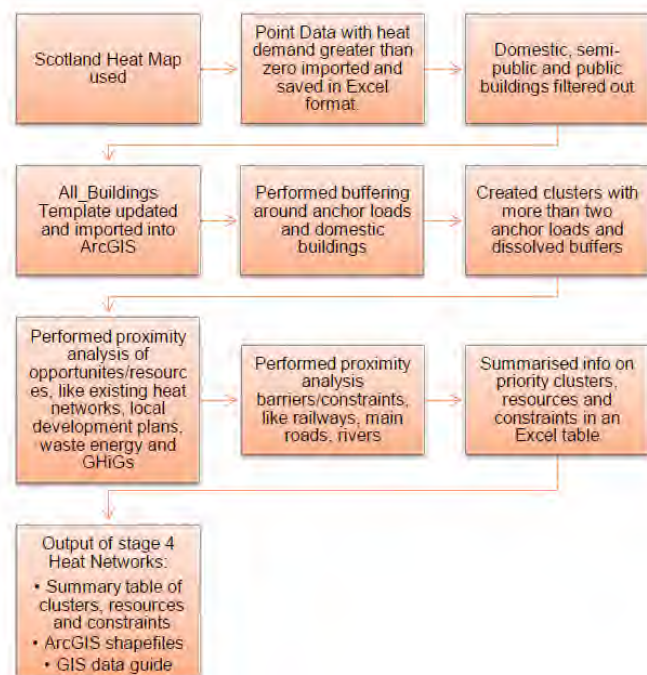 Scotland Heat Map
used
Point Data with heat
demand greater than
zero imported and
saved in Excel
format
Domestic, semi-
public and public
buildings filtered out
All_Buildings
Template updated
and imported into
ArcGIS
Performed buffering
around anchor loads
and domestic
buildings
Created clusters with
more than two
anchor loads and
dissolved buffers
Performed proximity
analysis of
opportunites/resourc
es, like existing heat
networks, local
development plans,
waste energy and
GHiGs
Performed proximity
analysis
barriers/constraints,
like railways, main
roads, rivers
Summarised info on
priority clusters,
resources and
constraints in an
Excel table
Output of stage 4
Heat Networks:
• Summary table of
clusters, resources
and constraints
• ArcGIS shapefiles
• GIS data guide